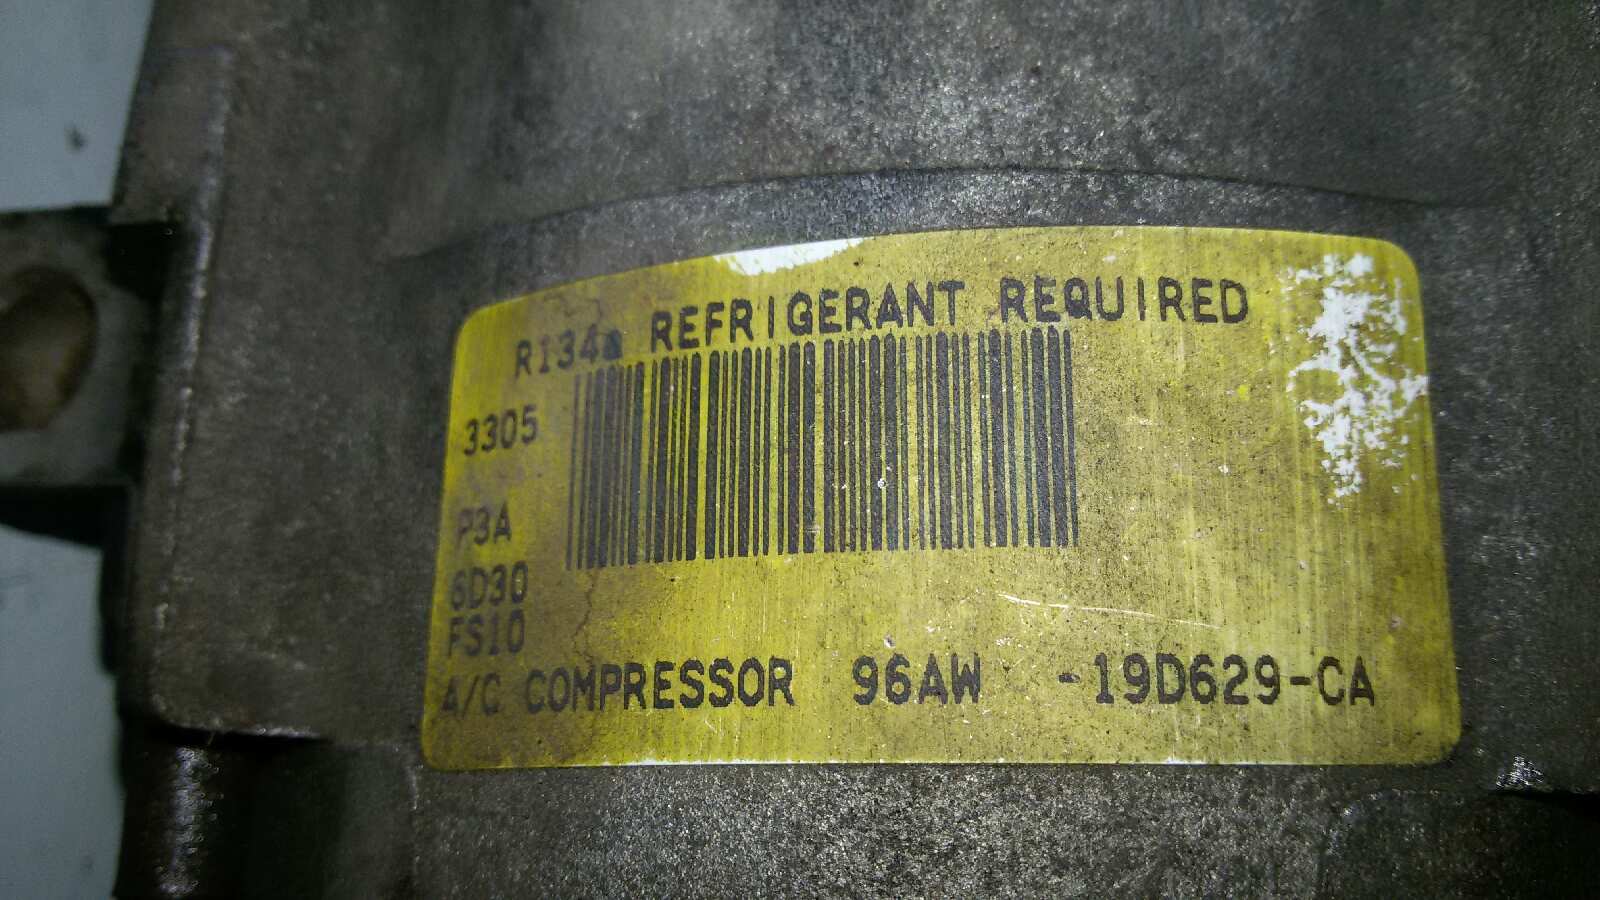 R134a REFRIGERANT REQUIRED
3305
P3A
6D30
FS10
A/C COMPRESSOR 96AW -19D629-CA